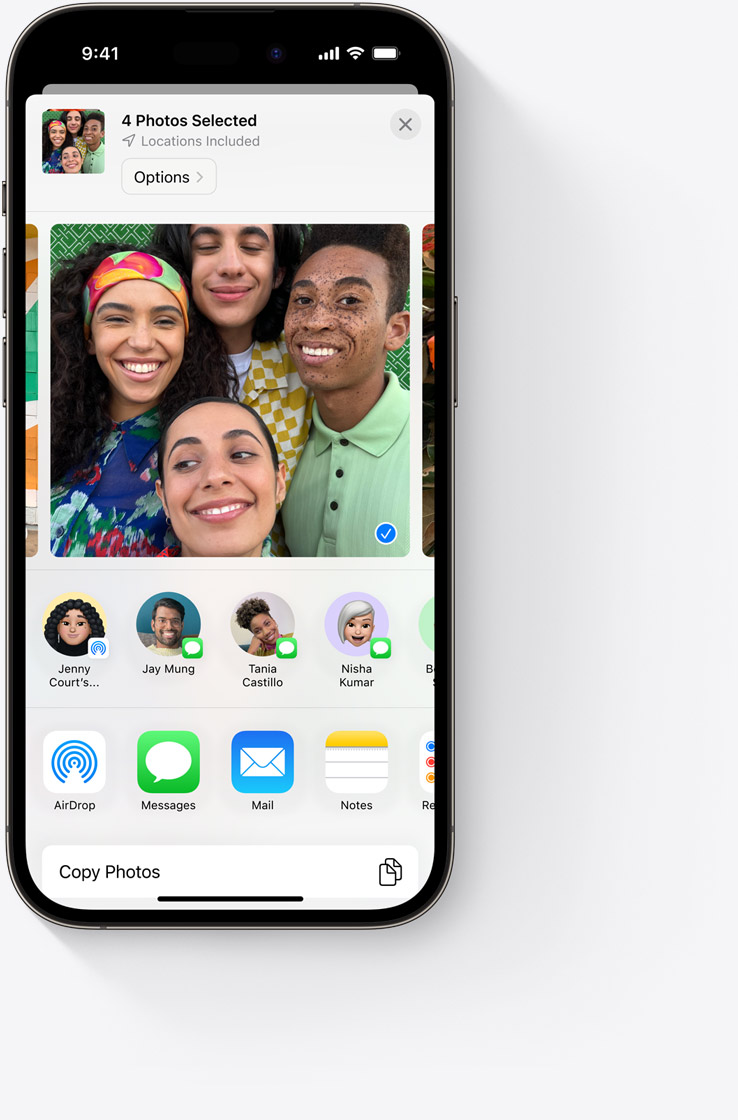 9:41
4 Photos Selected
Locations Included
Options
Jenny
Court's...
Jay Mung
Tania
Castillo
Nisha
Kumar
AirDrop
Messages
Mail
Notes
Copy Photos